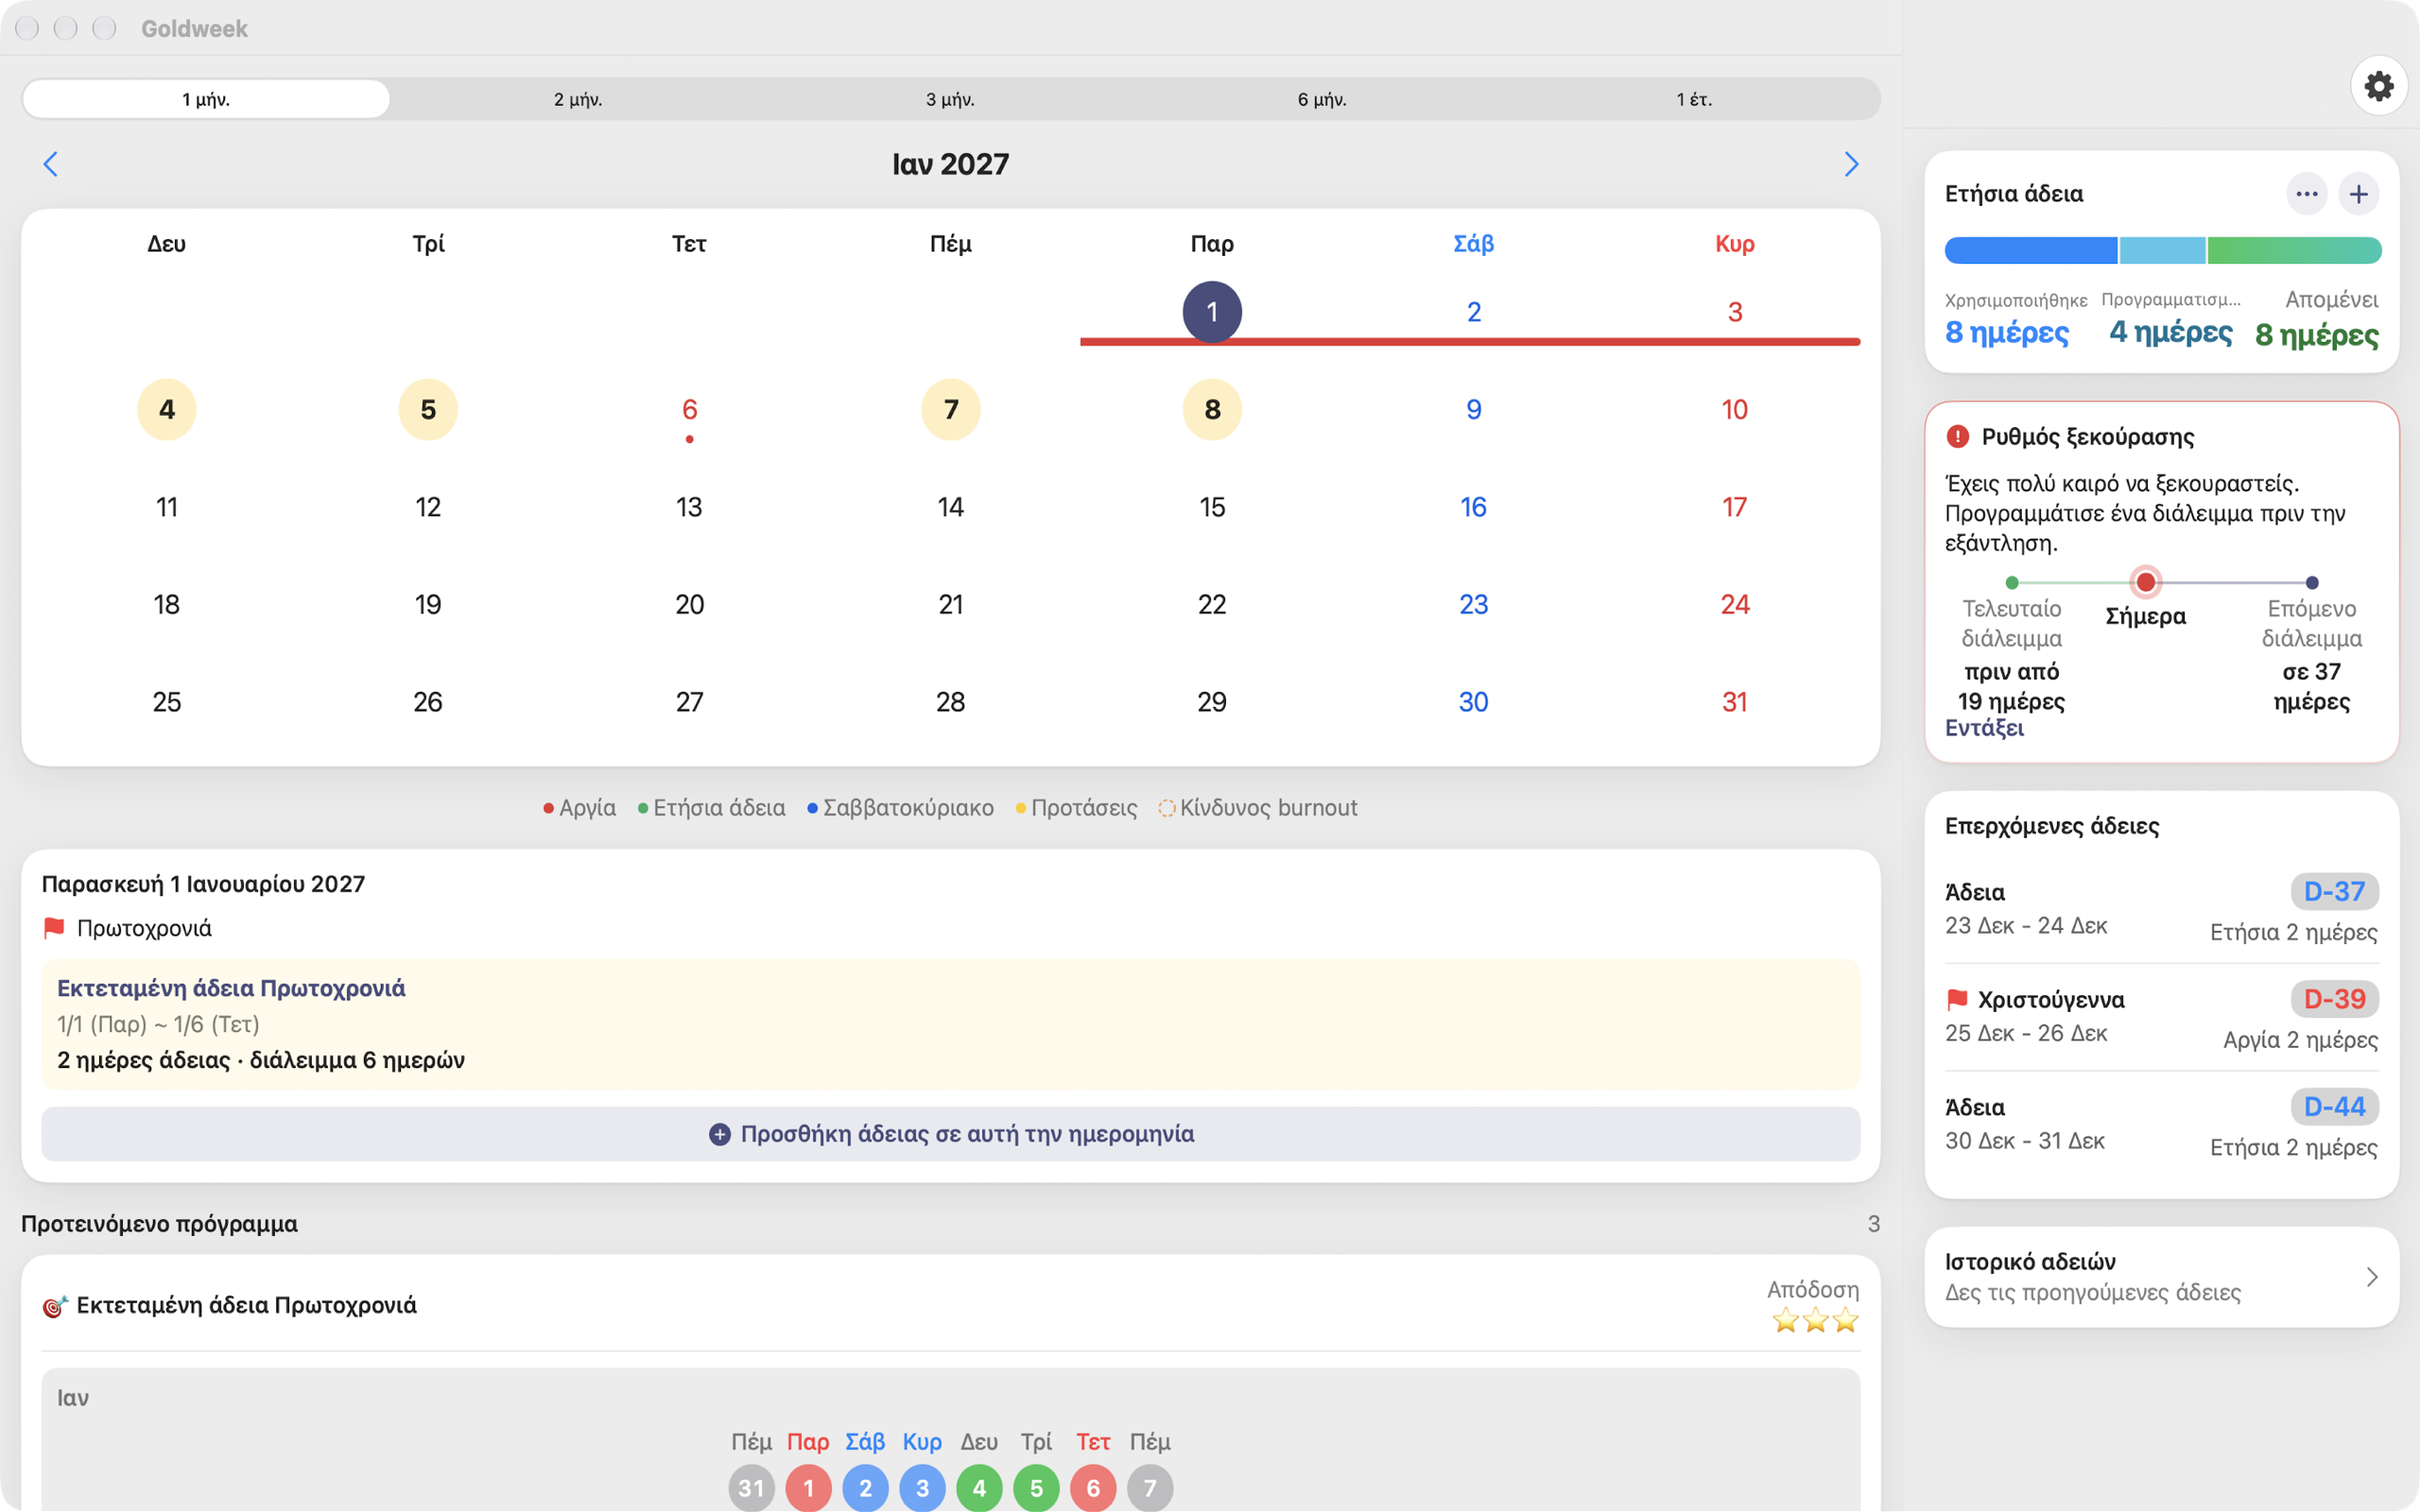 Goldweek
1 μήν. 2 μήν. 3 μήν. 6 μήν. 1 έτ.
Ιαν 2027
Δευ Τρί Τετ Πέμ Παρ Σάβ Κυρ
1 2 3
4 5 6 7 8 9 10
11 12 13 14 15 16 17
18 19 20 21 22 23 24
25 26 27 28 29 30 31
Αργία Ετήσια άδεια Σαββατοκύριακο Προτάσεις Κίνδυνος burnout
Παρασκευή 1 Ιανουαρίου 2027
Πρωτοχρονιά
Εκτεταμένη άδεια Πρωτοχρονιά
1/1 (Παρ) ~ 1/6 (Τετ)
2 ημέρες άδειας · διάλειμμα 6 ημερών
Προσθήκη άδειας σε αυτή την ημερομηνία
Προτεινόμενο πρόγραμμα 3
Εκτεταμένη άδεια Πρωτοχρονιά
Απόδοση
Ιαν
Πέμ Παρ Σάβ Κυρ Δευ Τρί Τετ Πέμ
31 1 2 3 4 5 6 7
Ετήσια άδεια
Χρησιμοποιήθηκε Προγραμματισμ... Απομένει
8 ημέρες 4 ημέρες 8 ημέρες
Ρυθμός ξεκούρασης
Έχεις πολύ καιρό να ξεκουραστείς.
Προγραμμάτισε ένα διάλειμμα πριν την
εξάντληση.
Τελευταίο Σήμερα Επόμενο
διάλειμμα διάλειμμα
πριν από σε 37
19 ημέρες ημέρες
Εντάξει
Επερχόμενες άδειες
Άδεια D-37
23 Δεκ - 24 Δεκ Ετήσια 2 ημέρες
Χριστούγεννα D-39
25 Δεκ - 26 Δεκ Αργία 2 ημέρες
Άδεια D-44
30 Δεκ - 31 Δεκ Ετήσια 2 ημέρες
Ιστορικό αδειών
Δες τις προηγούμενες άδειες